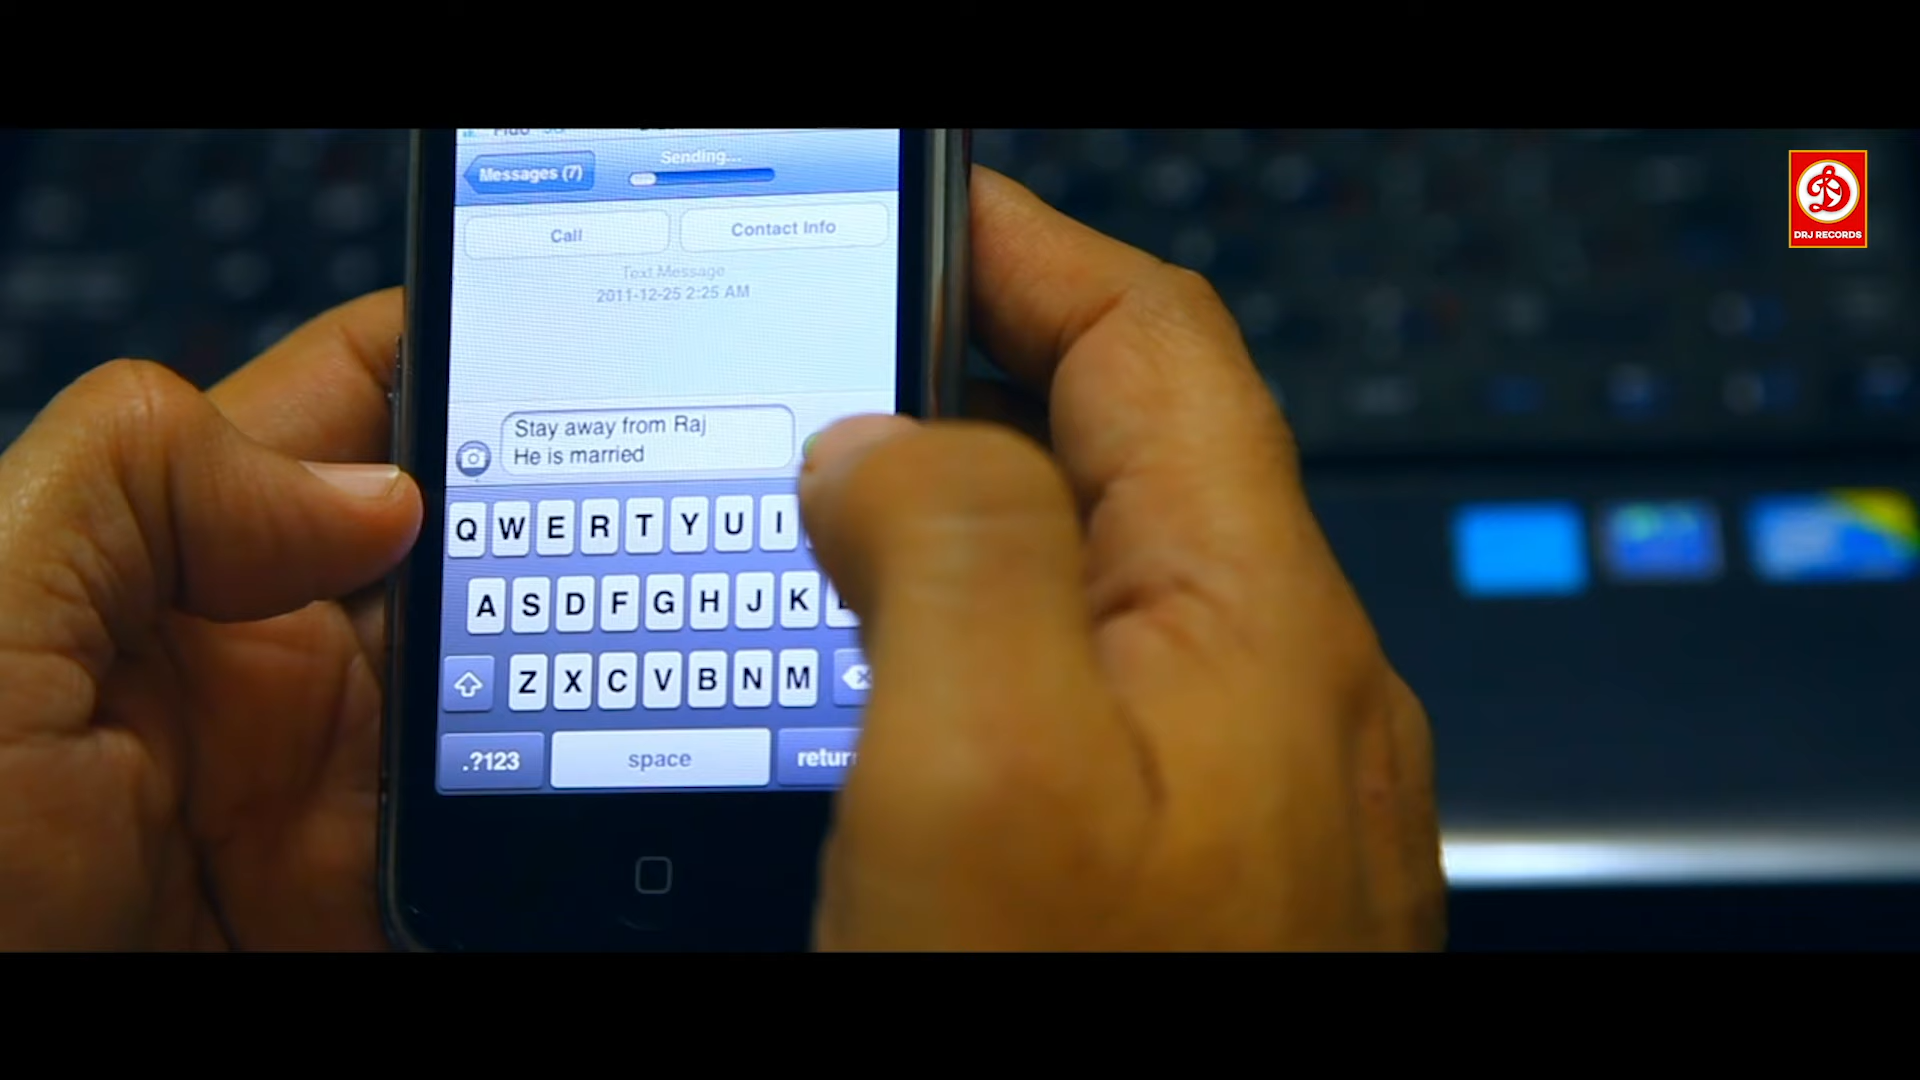 Sending...
Messages (7)
Call
Contact Info
Text Message
2011-12-25 2:25 AM
Stay away from Raj
He is married
Q W E R T Y U I
A S D F G H J K
Z X C V B N M
.?123
space
return
DRJ RECORDS